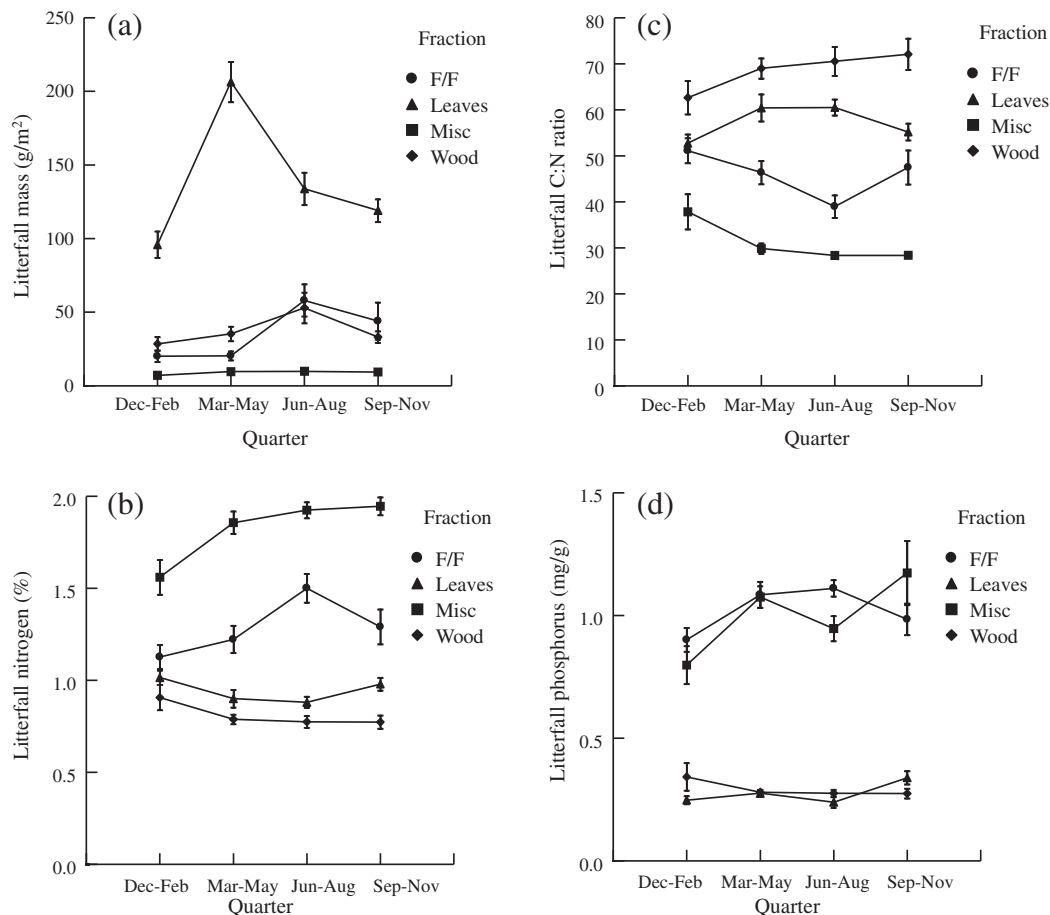 (a)
Litterfall mass (g/m²)
250
200
150
100
50
0
Dec-Feb Mar-May Jun-Aug Sep-Nov
Quarter
Fraction
F/F
Leaves
Misc
Wood
(c)
Litterfall C:N ratio
80
70
60
50
40
30
20
10
0
Dec-Feb Mar-May Jun-Aug Sep-Nov
Quarter
Fraction
F/F
Leaves
Misc
Wood
(b)
Litterfall nitrogen (%)
2.0
1.5
1.0
0.5
0.0
Dec-Feb Mar-May Jun-Aug Sep-Nov
Quarter
Fraction
F/F
Leaves
Misc
Wood
(d)
Litterfall phosphorus (mg/g)
1.5
1.0
0.5
0.0
Dec-Feb Mar-May Jun-Aug Sep-Nov
Quarter
Fraction
F/F
Leaves
Misc
Wood